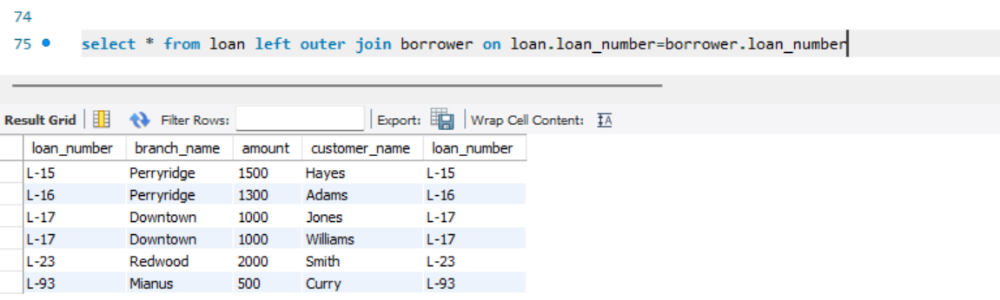 74
75 select * from loan left outer join borrower on loan.loan_number=borrower.loan_number
Result Grid Filter Rows: Export: Wrap Cell Content: IA
loan_number branch_name amount customer_name loan_number
L-15 Perryridge 1500 Hayes L-15
L-16 Perryridge 1300 Adams L-16
L-17 Downtown 1000 Jones L-17
L-17 Downtown 1000 Williams L-17
L-23 Redwood 2000 Smith L-23
L-93 Mianus 500 Curry L-93